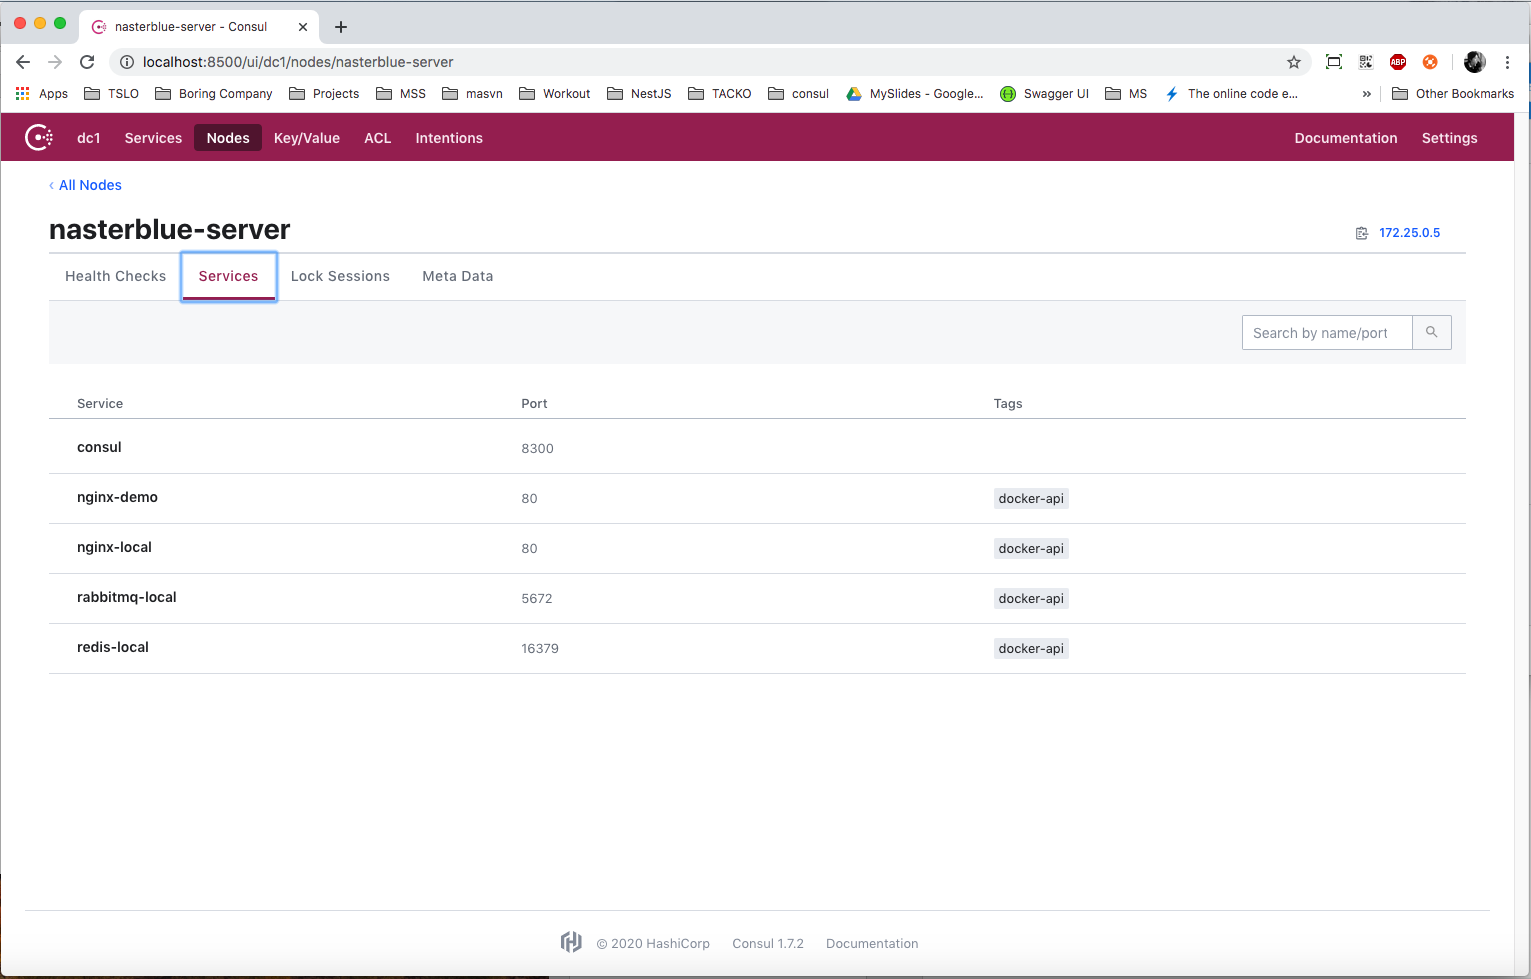 nasterblue-server - Consul
localhost:8500/ui/dc1/nodes/nasterblue-server
ABP
Apps TSLO Boring Company Projects MSS masvn Workout NestJS TACKO consul MySlides - Google... Swagger UI MS The online code e... » Other Bookmarks
dc1 Services Nodes Key/Value ACL Intentions Documentation Settings
‹ All Nodes
nasterblue-server
172.25.0.5
Health Checks Services Lock Sessions Meta Data
Search by name/port
Service Port Tags
consul 8300
nginx-demo 80 docker-api
nginx-local 80 docker-api
rabbitmq-local 5672 docker-api
redis-local 16379 docker-api
© 2020 HashiCorp Consul 1.7.2 Documentation